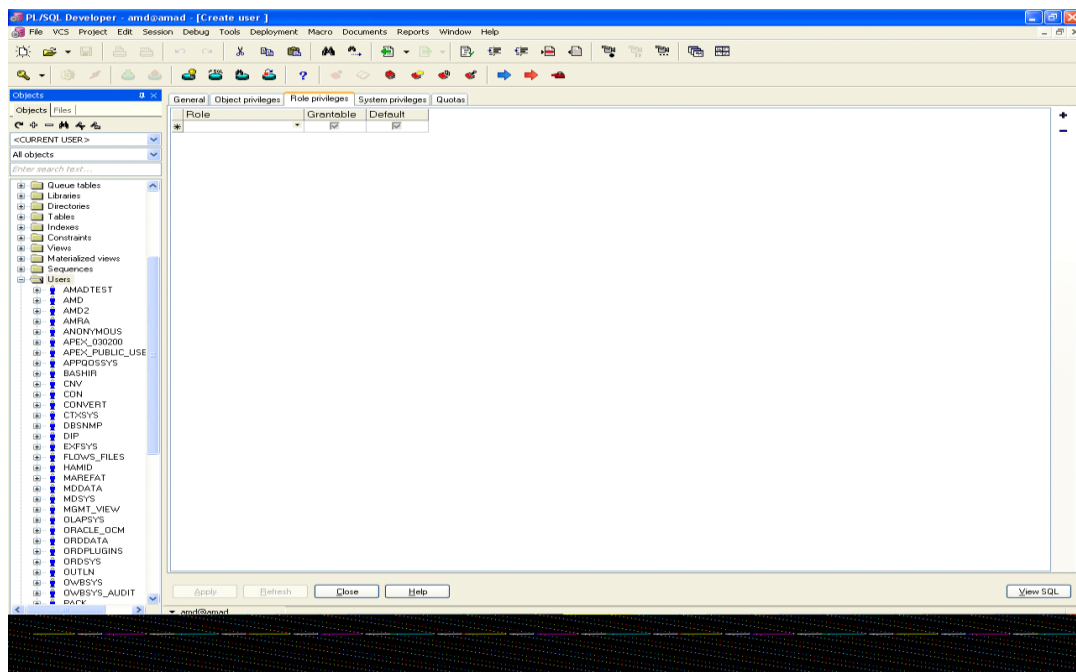 PL/SQL Developer - amd@amad - [Create user ]
File VCS Project Edit Session Debug Tools Deployment Macro Documents Reports Window Help
Objects
Objects Files
<CURRENT USER>
All objects
Enter search text...
Queue tables
Libraries
Directories
Tables
Indexes
Constraints
Views
Materialized views
Sequences
Users
AMADTEST
AMD
AMD2
AMRA
ANONYMOUS
APEX_030200
APEX_PUBLIC_USE
APPQOSSYS
BASHIR
CNV
CON
CONVERT
CTXSYS
DBSNMP
DIP
EXFSYS
FLOWS_FILES
HAMID
MAREFAT
MDDATA
MDSYS
MGMT_VIEW
OLAPSYS
ORACLE_OCM
ORDDATA
ORDPLUGINS
ORDSYS
OUTLN
OWBSYS
OWBSYS_AUDIT
PACK
General Object privileges Role privileges System privileges Quotas
Role Grantable Default
Apply Refresh Close Help View SQL
amd@amad